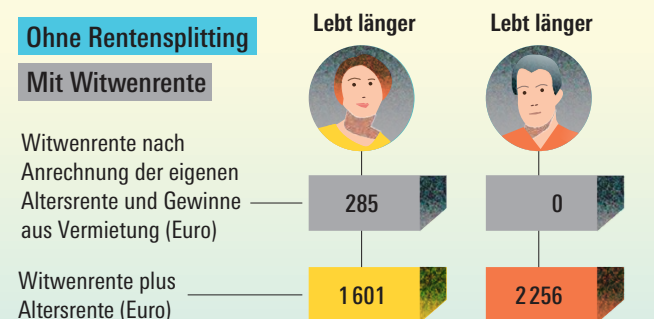 Ohne Rentensplitting
Mit Witwenrente
Lebt länger
Lebt länger
Witwenrente nach
Anrechnung der eigenen
Altersrente und Gewinne
aus Vermietung (Euro)
285
0
Witwenrente plus
Altersrente (Euro)
1 601
2 256